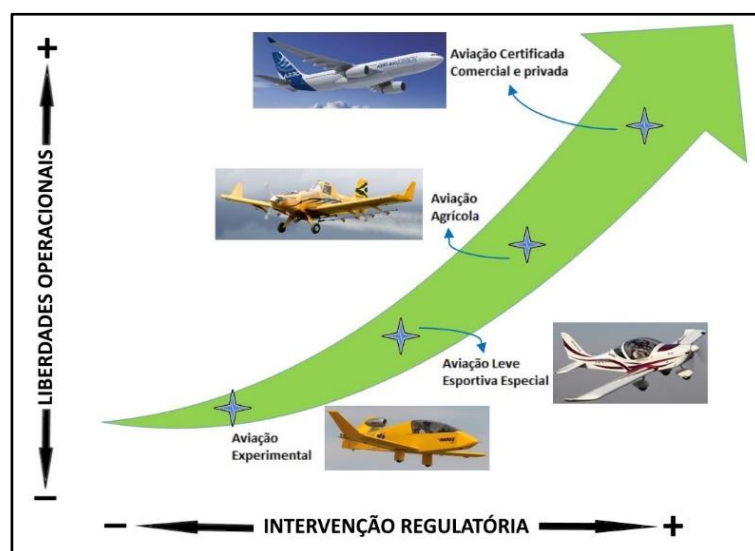 +
Aviação Certificada
Comercial e privada
Aviação
Agrícola
LIBERDADES OPERACIONAIS
Aviação Leve
Esportiva Especial
Aviação
Experimental
−
− INTERVENÇÃO REGULATÓRIA +